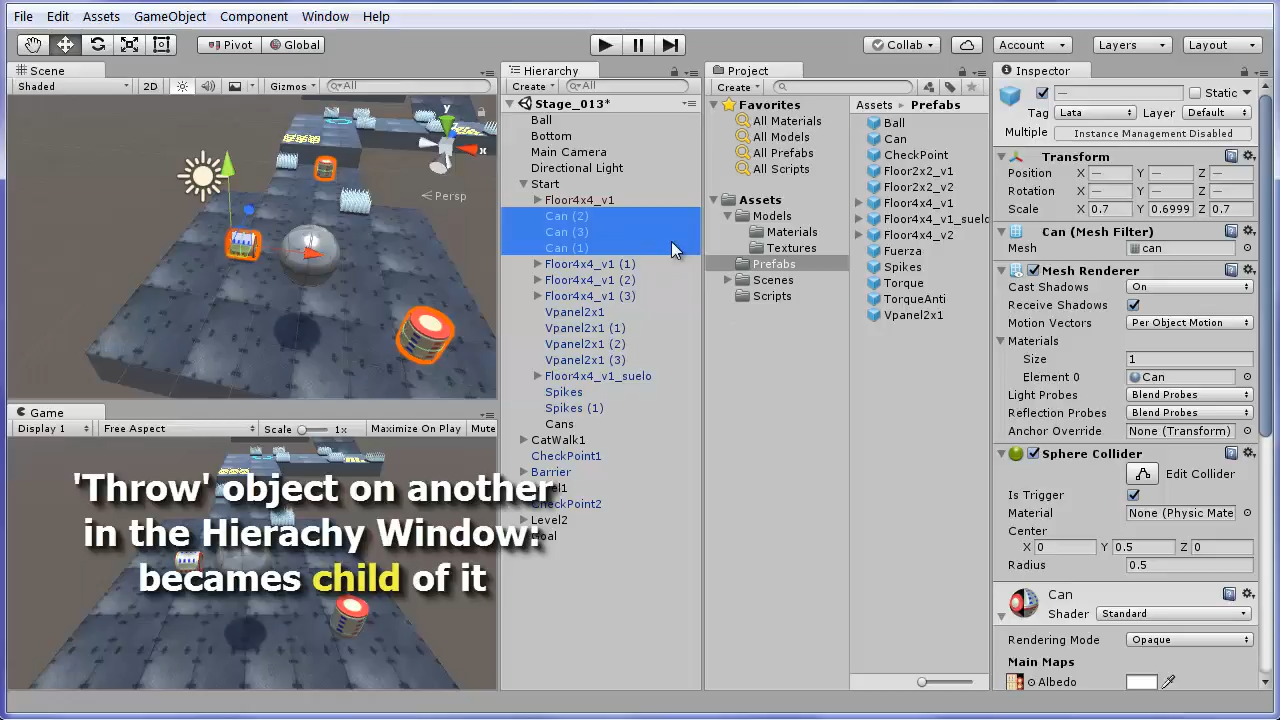 File Edit Assets GameObject Component Window Help
Pivot Global Collab Account Layers Layout
Scene
Shaded 2D Gizmos All
y
x
Persp
Game
Display 1 Free Aspect Scale 1x Maximize On Play Mute
'Throw' object on another
in the Hierachy Window:
becames child of it
Hierarchy
Create All
Stage_013*
Ball
Bottom
Main Camera
Directional Light
Start
Floor4x4_v1
Can (2)
Can (3)
Can (1)
Floor4x4_v1 (1)
Floor4x4_v1 (2)
Floor4x4_v1 (3)
Vpanel2x1
Vpanel2x1 (1)
Vpanel2x1 (2)
Vpanel2x1 (3)
Floor4x4_v1_suelo
Spikes
Spikes (1)
Cans
CatWalk1
CheckPoint1
Barrier
CheckPoint2
Level2
Project
Create
Favorites
All Materials
All Models
All Prefabs
All Scripts
Assets
Models
Materials
Textures
Prefabs
Scenes
Scripts
Assets Prefabs
Ball
Can
CheckPoint
Floor2x2_v1
Floor2x2_v2
Floor4x4_v1
Floor4x4_v1_suelo
Floor4x4_v2
Fuerza
Spikes
Torque
TorqueAnti
Vpanel2x1
Inspector
— Static
Tag Lata Layer Default
Multiple Instance Management Disabled
Transform
Position X — Y — Z —
Rotation X — Y — Z —
Scale X 0.7 Y 0.6999 Z 0.7
Can (Mesh Filter)
Mesh can
Mesh Renderer
Cast Shadows On
Receive Shadows
Motion Vectors Per Object Motion
Materials
Size 1
Element 0 Can
Light Probes Blend Probes
Reflection Probes Blend Probes
Anchor Override None (Transform)
Sphere Collider
Edit Collider
Is Trigger
Material None (Physic Mate
Center
X 0 Y 0.5 Z 0
Radius 0.5
Can
Shader Standard
Rendering Mode Opaque
Main Maps
Albedo